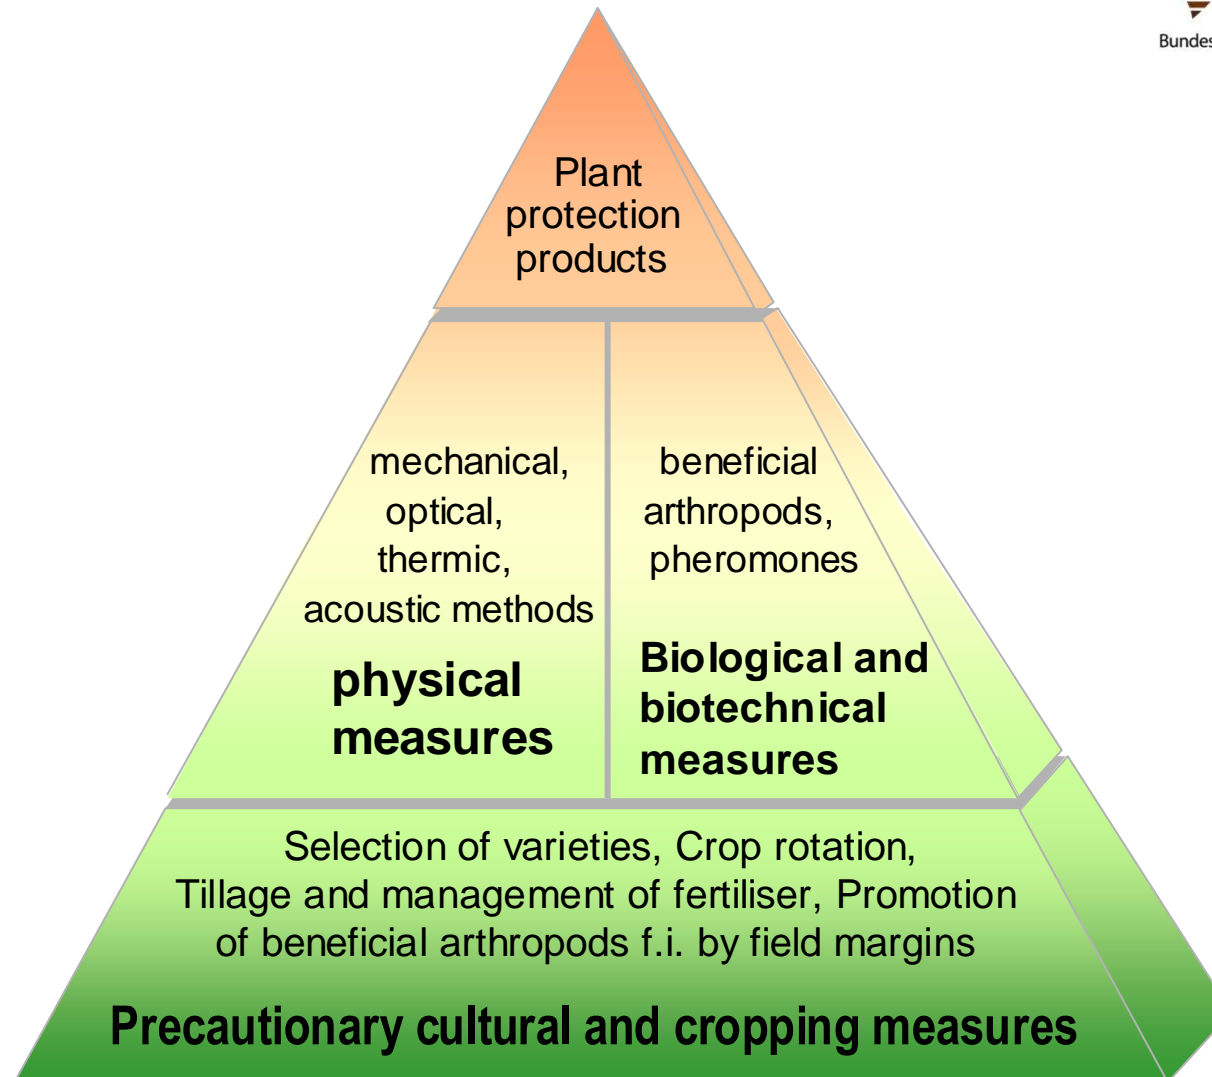 Bundes
Plant
protection
products
mechanical,
optical,
thermic,
acoustic methods
physical
measures
beneficial
arthropods,
pheromones
Biological and
biotechnical
measures
Selection of varieties, Crop rotation,
Tillage and management of fertiliser, Promotion
of beneficial arthropods f.i. by field margins
Precautionary cultural and cropping measures